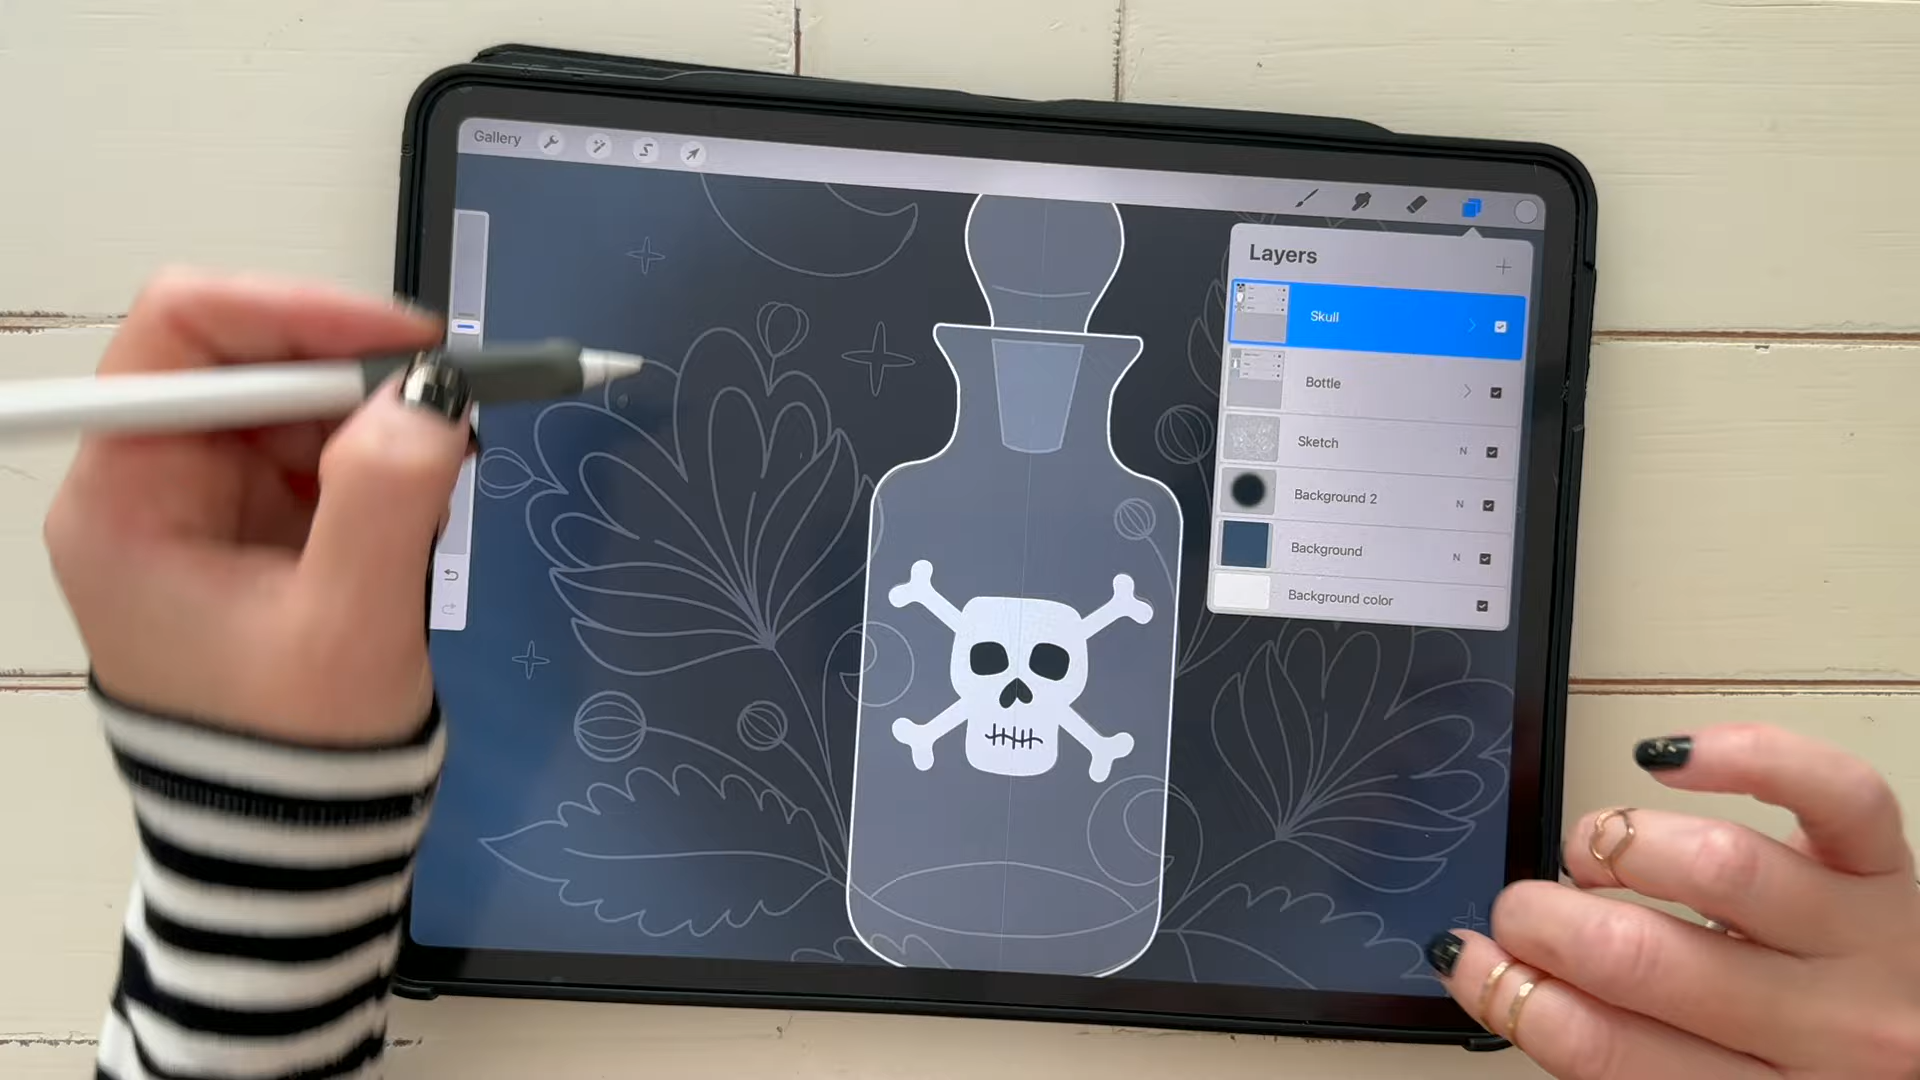 Gallery
Layers
Skull
Bottle
Sketch N
Background 2 N
Background N
Background color